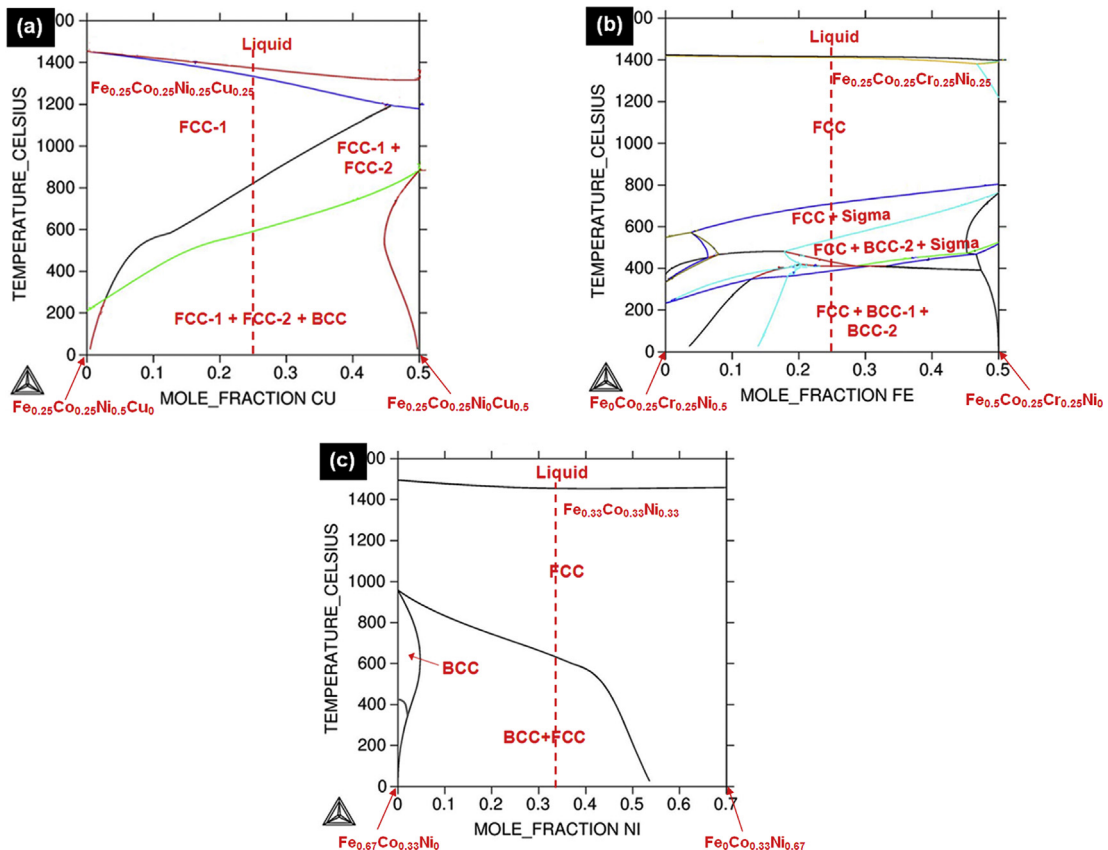 (a)
TEMPERATURE_CELSIUS
1400
1200
1000
800
600
400
200
0
Liquid
Fe0.25Co0.25Ni0.25Cu0.25
FCC-1
FCC-1 +
FCC-2
FCC-1 + FCC-2 + BCC
0 0.1 0.2 0.3 0.4 0.5
MOLE_FRACTION CU
Fe0.25Co0.25Ni0.5Cu0
Fe0.25Co0.25Ni0Cu0.5
(b)
TEMPERATURE_CELSIUS
600
1400
1200
1000
800
600
400
200
0
Liquid
Fe0.25Co0.25Cr0.25Ni0.25
FCC
FCC + Sigma
FCC + BCC-2 + Sigma
FCC + BCC-1 +
BCC-2
0 0.1 0.2 0.3 0.4 0.5
MOLE_FRACTION FE
Fe0Co0.25Cr0.25Ni0.5
Fe0.5Co0.25Cr0.25Ni0
(c)
TEMPERATURE_CELSIUS
600
1400
1200
1000
800
600
400
200
0
Liquid
Fe0.33Co0.33Ni0.33
FCC
BCC
BCC+FCC
0 0.1 0.2 0.3 0.4 0.5 0.6 0.7
MOLE_FRACTION NI
Fe0.67Co0.33Ni0
Fe0Co0.33Ni0.67